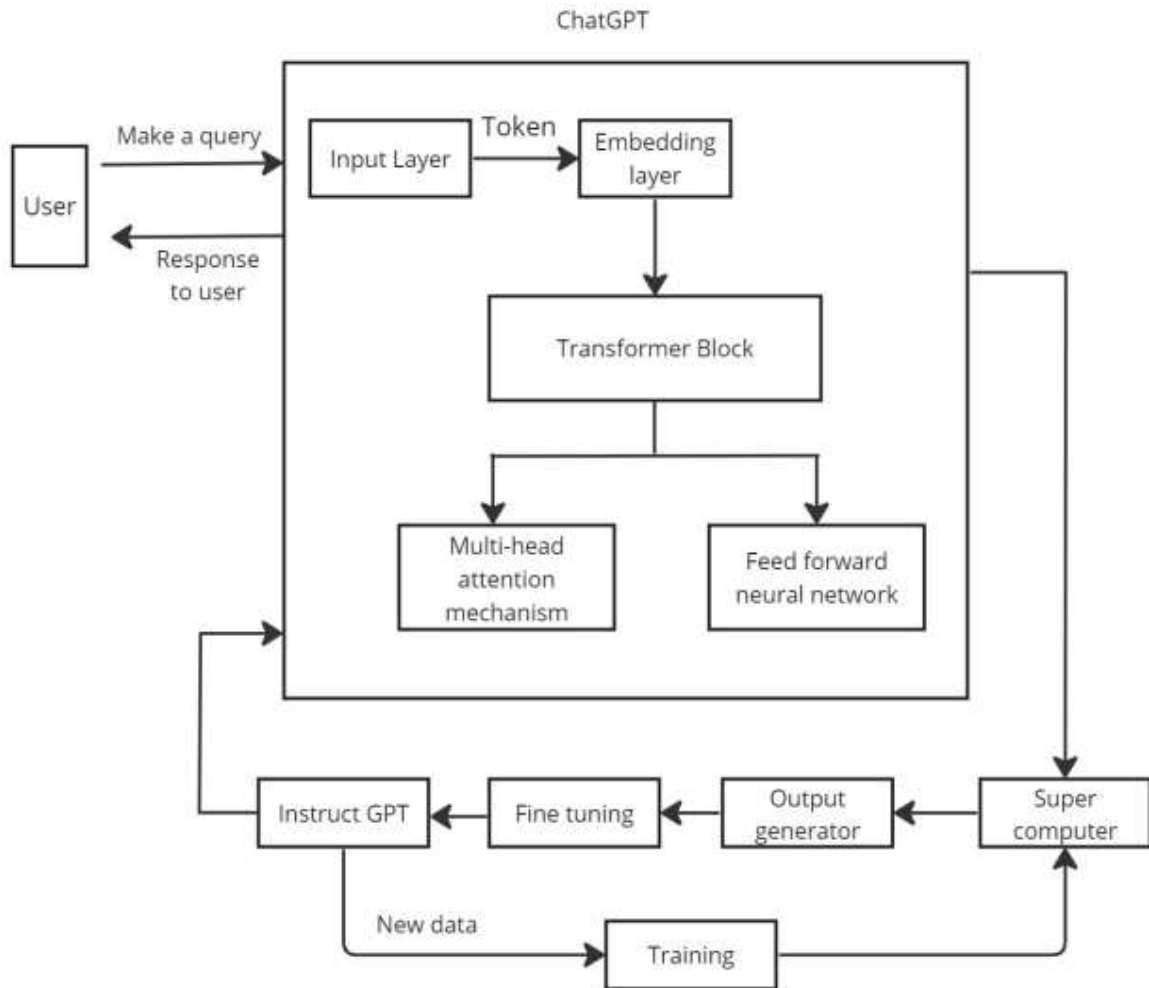 ChatGPT
Make a query
User
Response
to user
Input Layer
Token
Embedding
layer
Transformer Block
Multi-head
attention
mechanism
Feed forward
neural network
Instruct GPT
Fine tuning
Output
generator
Super
computer
New data
Training